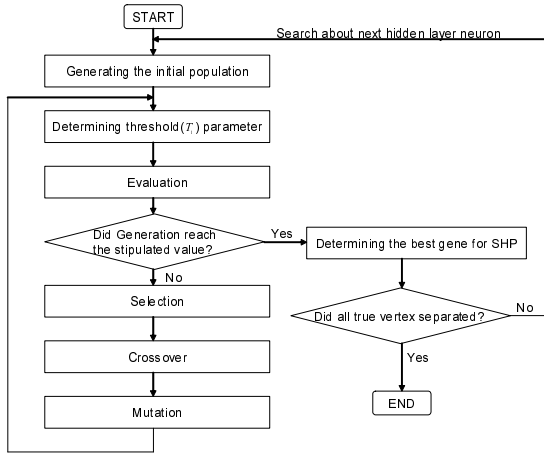 START
Search about next hidden layer neuron
Generating the initial population
Determining threshold(Ti) parameter
Evaluation
Did Generation reach
the stipulated value?
Yes
Determining the best gene for SHP
No
Selection
Did all true vertex separated?
No
Crossover
Yes
Mutation
END